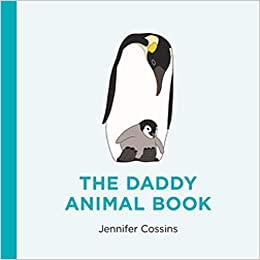 THE DADDY
ANIMAL BOOK
Jennifer Cossins